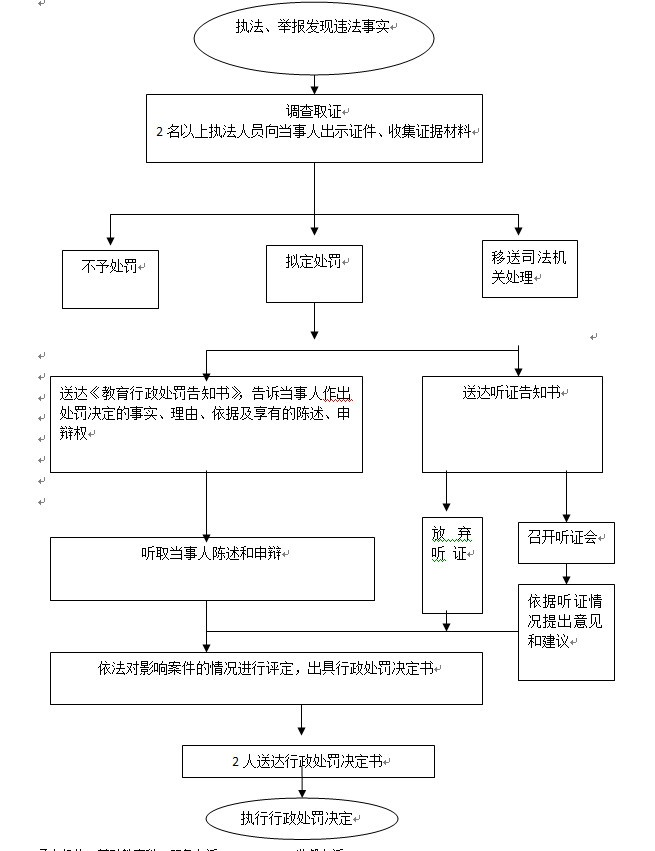 执法、举报发现违法事实
调查取证
2 名以上执法人员向当事人出示证件、收集证据材料
不予处罚
拟定处罚
移送司法机
关处理
送达《教育行政处罚告知书》，告诉当事人作出
处罚决定的事实、理由、依据及享有的陈述、申
辩权
送达听证告知书
听取当事人陈述和申辩
放 弃
听 证
召开听证会
依据听证情
况提出意见
和建议
依法对影响案件的情况进行评定，出具行政处罚决定书
2 人送达行政处罚决定书
执行行政处罚决定